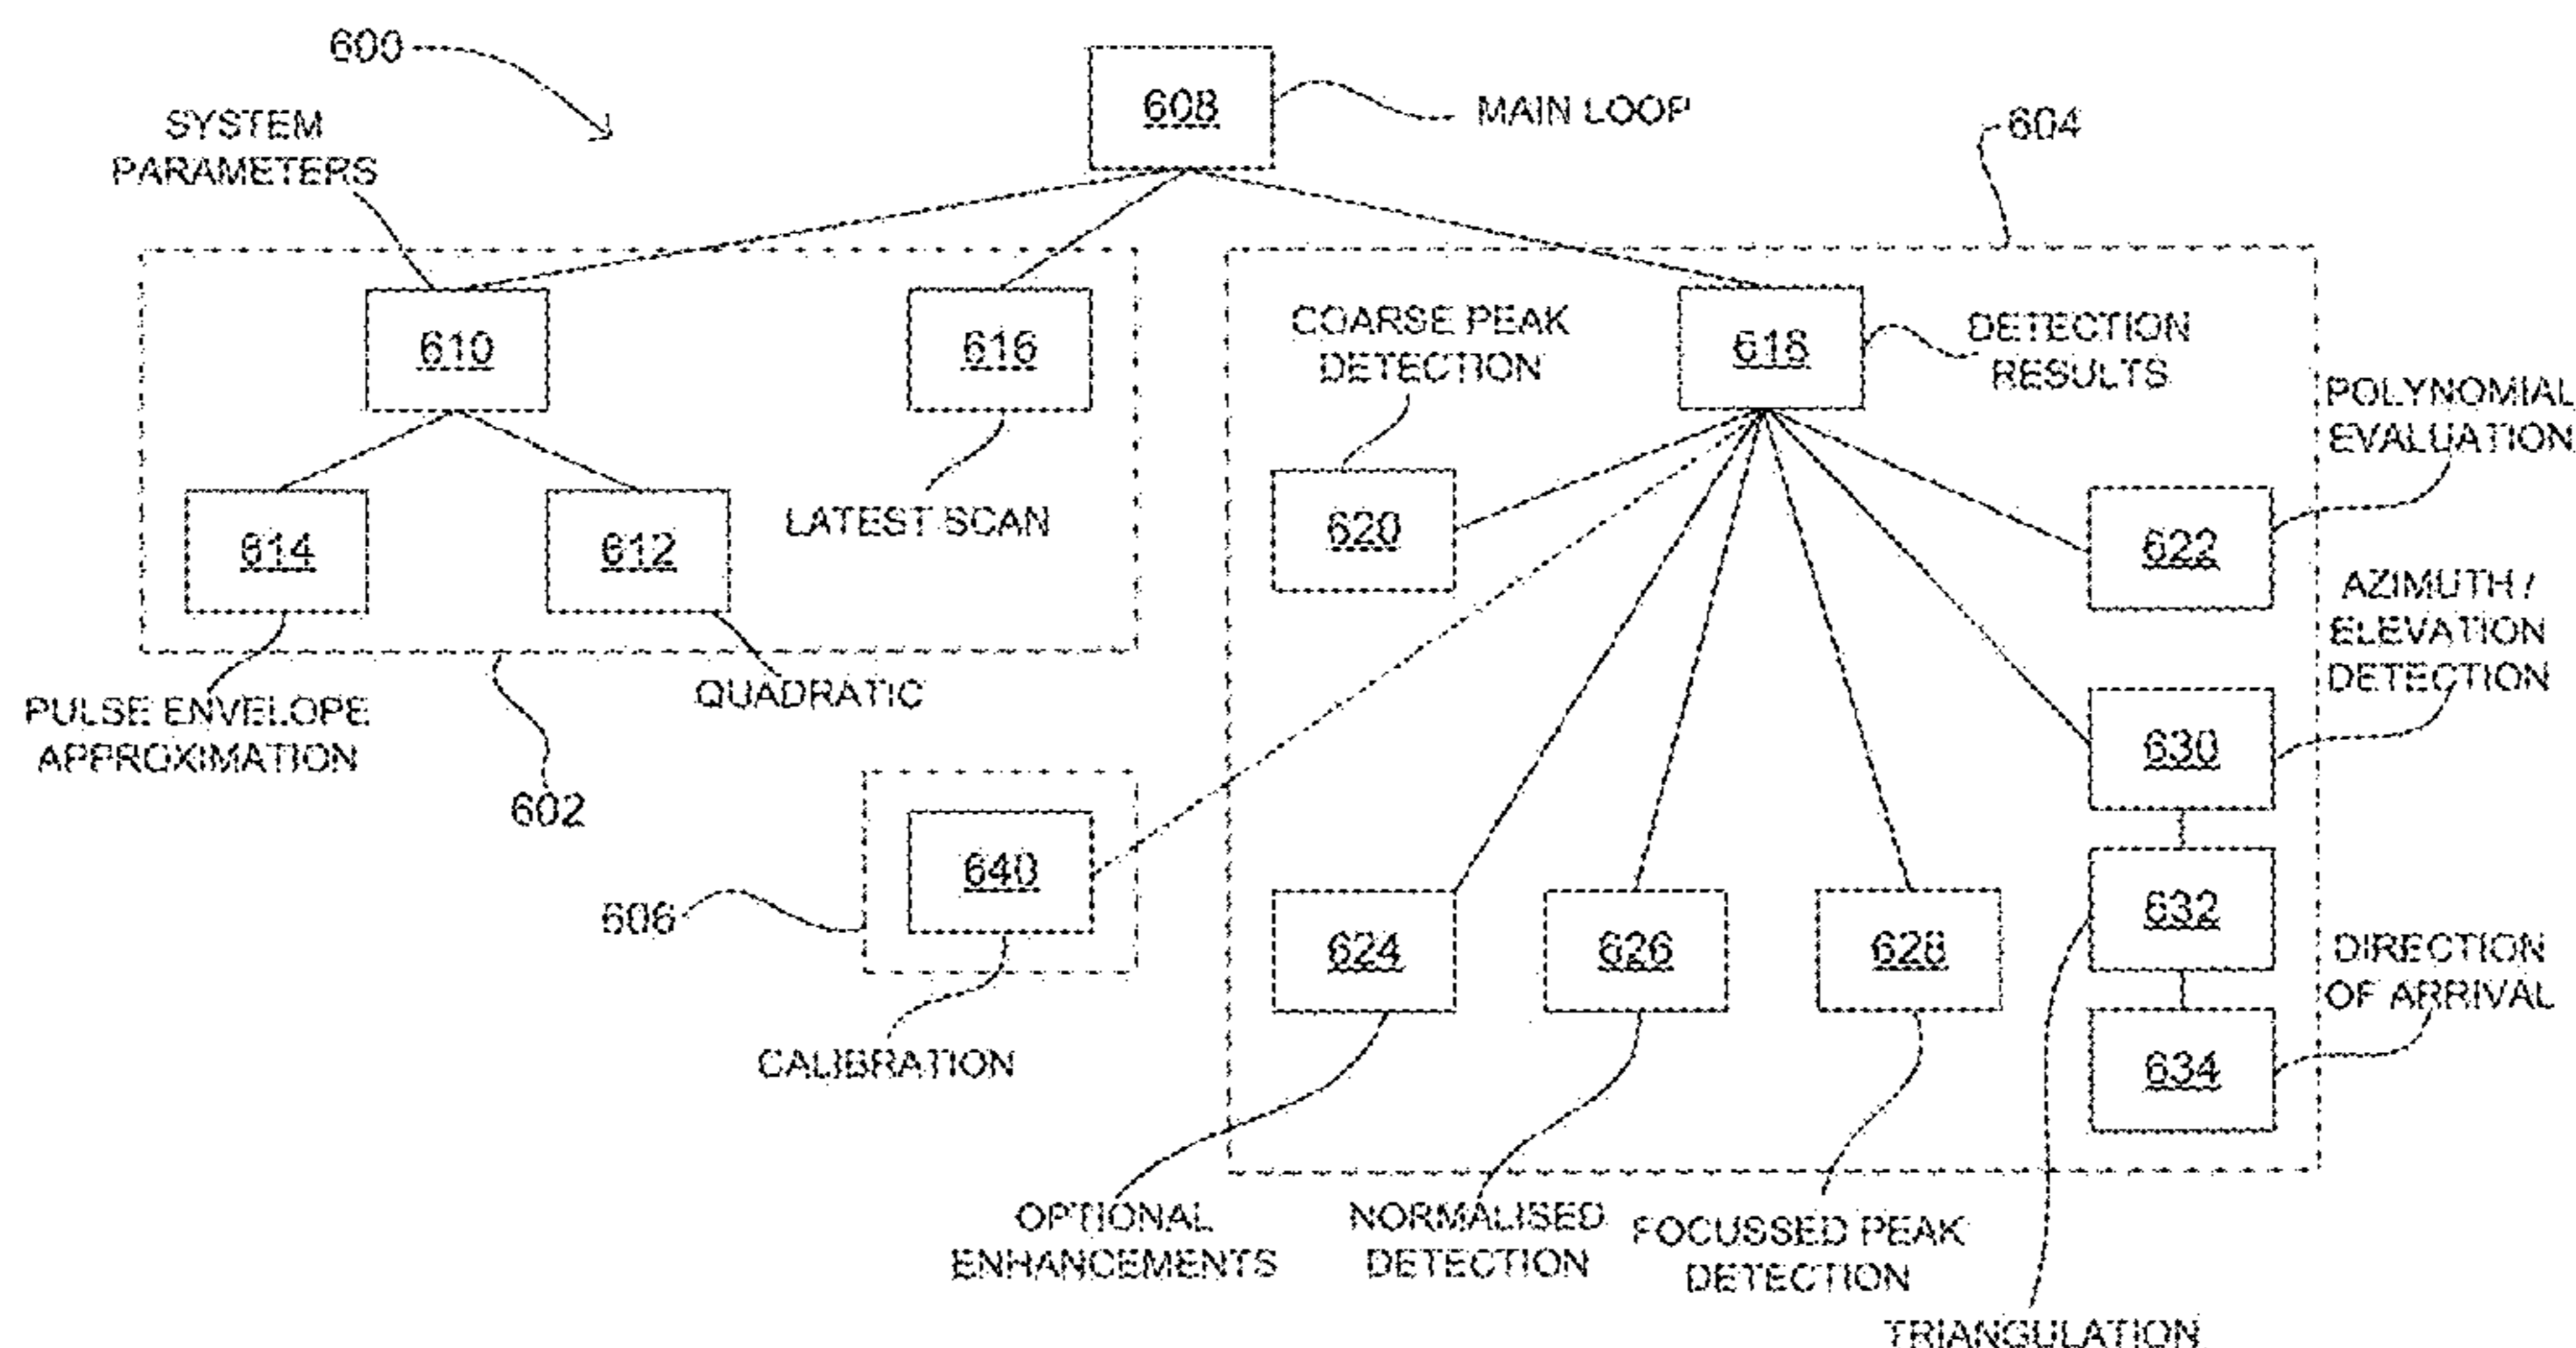 600
608
MAIN LOOP
604
SYSTEM
PARAMETERS
610
616
COARSE PEAK
DETECTION
618
DETECTION
RESULTS
POLYNOMIAL
EVALUATION
614
612
LATEST SCAN
620
622
AZIMUTH /
ELEVATION
DETECTION
PULSE ENVELOPE
APPROXIMATION
QUADRATIC
602
630
606
640
624
626
628
632
DIRECTION
OF ARRIVAL
634
CALIBRATION
OPTIONAL
ENHANCEMENTS
NORMALISED
DETECTION
FOCUSSED PEAK
DETECTION
TRIANGULATION